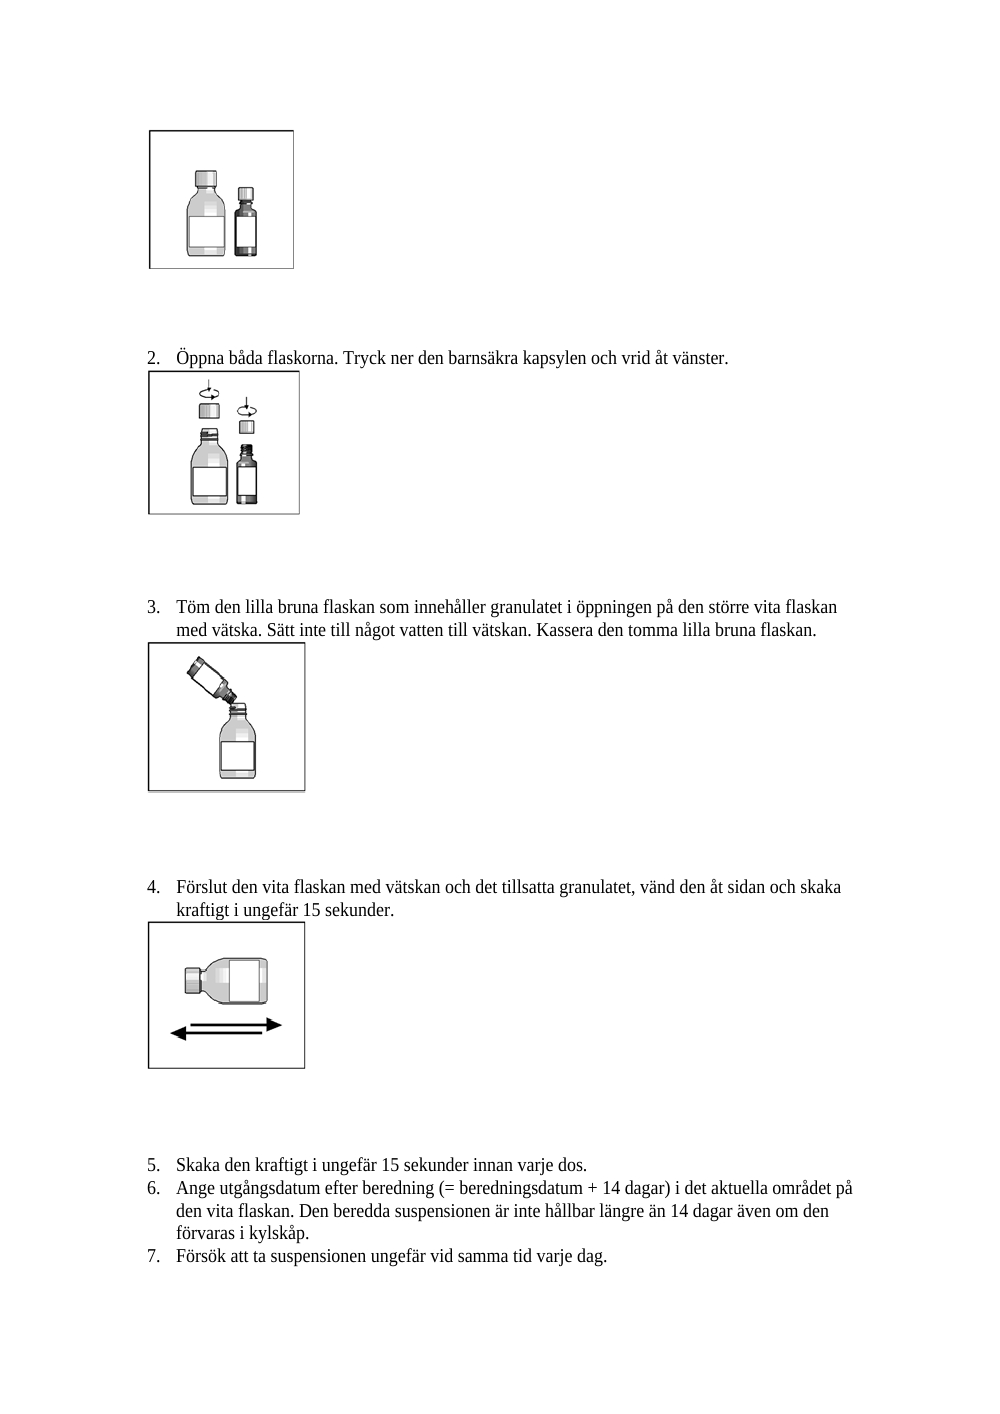 2. Öppna båda flaskorna. Tryck ner den barnsäkra kapsylen och vrid åt vänster.
3. Töm den lilla bruna flaskan som innehåller granulatet i öppningen på den större vita flaskan
med vätska. Sätt inte till något vatten till vätskan. Kassera den tomma lilla bruna flaskan.
4. Förslut den vita flaskan med vätskan och det tillsatta granulatet, vänd den åt sidan och skaka
kraftigt i ungefär 15 sekunder.
5. Skaka den kraftigt i ungefär 15 sekunder innan varje dos.
6. Ange utgångsdatum efter beredning (= beredningsdatum + 14 dagar) i det aktuella området på
den vita flaskan. Den beredda suspensionen är inte hållbar längre än 14 dagar även om den
förvaras i kylskåp.
7. Försök att ta suspensionen ungefär vid samma tid varje dag.